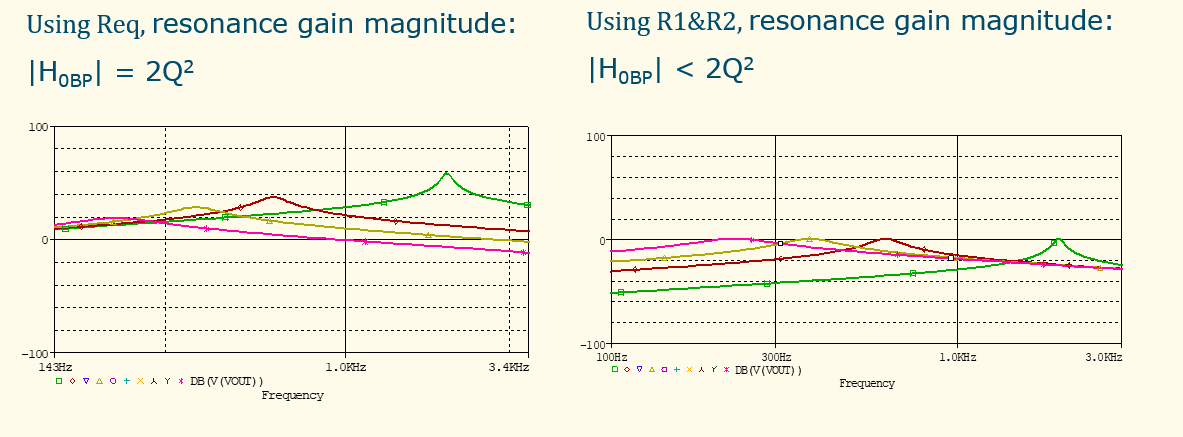 Using Req, resonance gain magnitude:
|H0BP| = 2Q²
100
0
-100
143Hz 1.0KHz 3.4KHz
DB(V(VOUT))
Frequency
Using R1&R2, resonance gain magnitude:
|H0BP| < 2Q²
100
0
-100
100Hz 300Hz 1.0KHz 3.0KHz
DB(V(VOUT))
Frequency